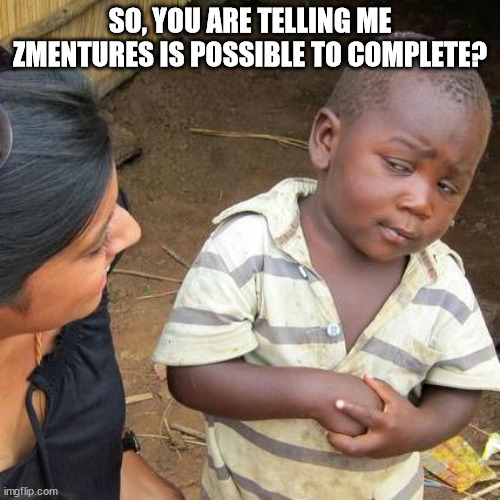 SO, YOU ARE TELLING ME
ZMENTURES IS POSSIBLE TO COMPLETE?
imgflip.com